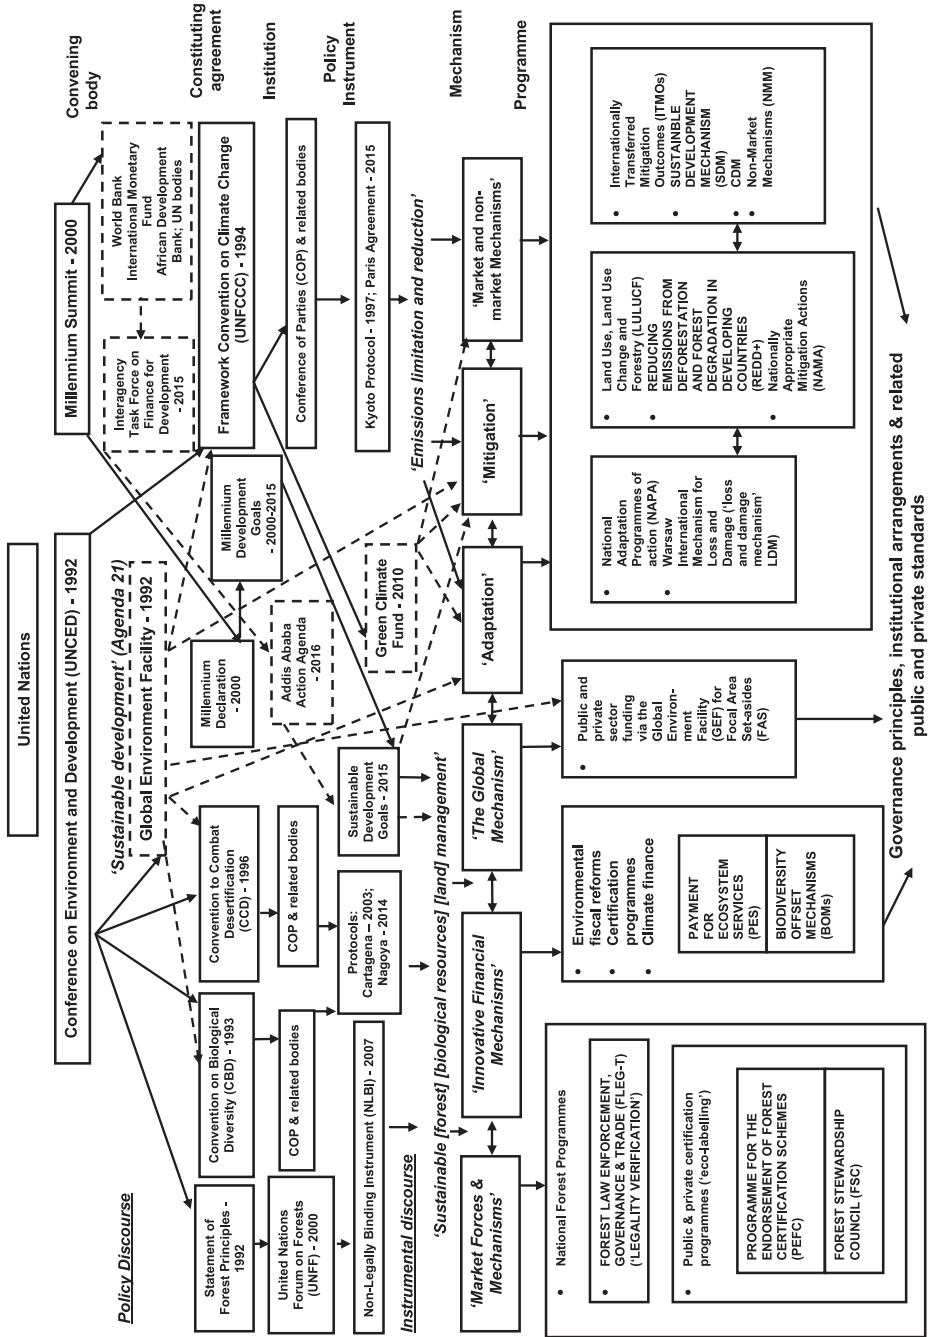 United Nations
Conference on Environment and Development (UNCED) - 1992
Millennium Summit - 2000
Convening
body
Policy Discourse
‘Sustainable development’ (Agenda 21)
Global Environment Facility - 1992
Interagency
Task Force on
Finance for
Development
- 2015
World Bank
International Monetary
Fund
African Development
Bank; UN bodies
Statement of
Forest Principles -
1992
Convention on Biological
Diversity (CBD) - 1993
Convention to Combat
Desertification
(CCD) - 1996
Millennium
Declaration
- 2000
Millennium
Development
Goals
- 2000-2015
Framework Convention on Climate Change
(UNFCCC) - 1994
Constituting
agreement
United Nations
Forum on Forests
(UNFF) - 2000
COP & related bodies
COP & related bodies
Addis Ababa
Action Agenda
- 2016
Conference of Parties (COP) & related bodies
Institution
Non-Legally Binding Instrument (NLBI) - 2007
Protocols:
Cartagena – 2003;
Nagoya - 2014
Sustainable
Development
Goals - 2015
Green Climate
Fund - 2010
Kyoto Protocol - 1997; Paris Agreement - 2015
Policy
Instrument
Instrumental discourse
‘Sustainable [forest] [biological resources] [land] management’
‘Emissions limitation and reduction’
Mechanism
‘Market Forces &
Mechanisms’
‘Innovative Financial
Mechanisms’
‘The Global
Mechanism’
‘Adaptation’
‘Mitigation’
‘Market and non-
market Mechanisms’
Programme
• National Forest Programmes
• FOREST LAW ENFORCEMENT,
GOVERNANCE & TRADE (FLEG-T)
(‘LEGALITY VERIFICATION’)
• Public & private certification
programmes (‘eco-labelling’)
PROGRAMME FOR THE
ENDORSEMENT OF FOREST
CERTIFICATION SCHEMES
(PEFC)
FOREST STEWARDSHIP
COUNCIL (FSC)
• Environmental
fiscal reforms
• Certification
programmes
• Climate finance
PAYMENT
FOR
ECOSYSTEM
SERVICES
(PES)
BIODIVERSITY
OFFSET
MECHANISMS
(BOMs)
• Public and
private
sector
funding
via the
Global
Environ-
ment
Facility
(GEF) for
Focal Area
Set-asides
(FAS)
• National
Adaptation
Programmes of
action (NAPA)
• Warsaw
International
Mechanism for
Loss and
Damage (‘loss
and damage
mechanism’
LDM)
• Land Use, Land Use
Change and
Forestry (LULUCF)
• REDUCING
EMISSIONS FROM
DEFORESTATION
AND FOREST
DEGRADATION IN
DEVELOPING
COUNTRIES
(REDD+)
• Nationally
Appropriate
Mitigation Actions
(NAMA)
• Internationally
Transferred
Mitigation
Outcomes (ITMOs)
• SUSTAINBLE
DEVELOPMENT
MECHANISM
(SDM)
• CDM
• Non-Market
Mechanisms (NMM)
Governance principles, institutional arrangements & related
public and private standards